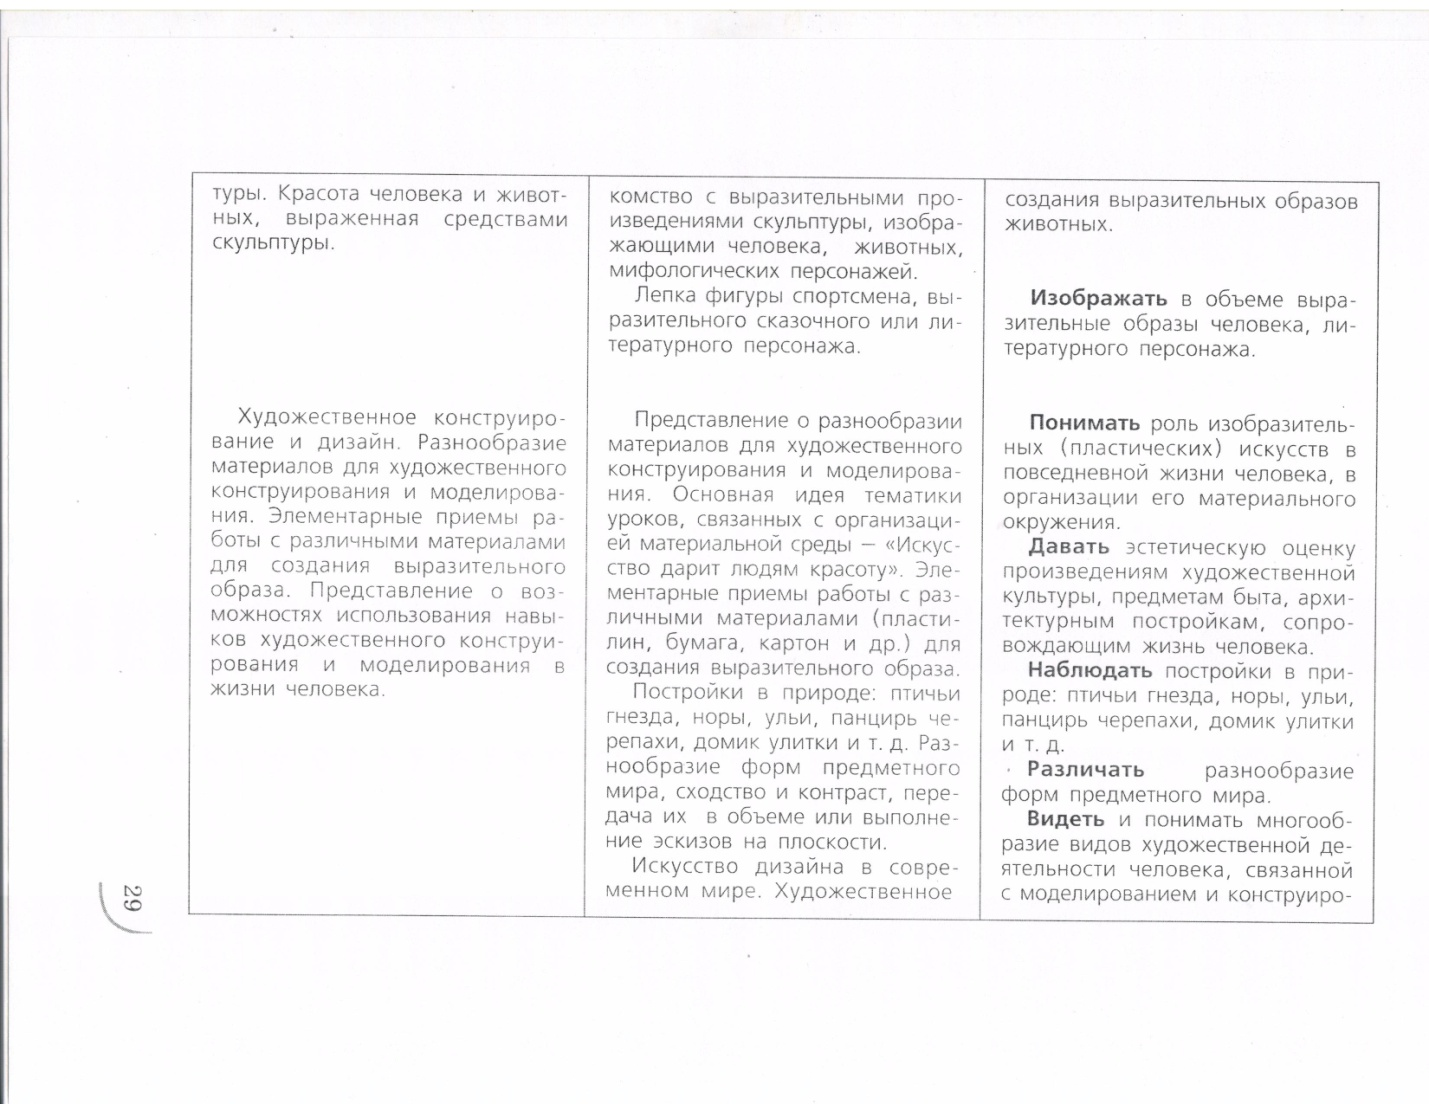 туры. Красота человека и живот-
ных, выраженная средствами
скульптуры.
Художественное конструиро-
вание и дизайн. Разнообразие
материалов для художественного
конструирования и моделирова-
ния. Элементарные приемы ра-
боты с различными материалами
для создания выразительного
образа. Представление о воз-
можностях использования навы-
ков художественного конструи-
рования и моделирования в
жизни человека.
комство с выразительными про-
изведениями скульптуры, изобра-
жающими человека, животных,
мифологических персонажей.
Лепка фигуры спортсмена, вы-
разительного сказочного или ли-
тературного персонажа.
Представление о разнообразии
материалов для художественного
конструирования и моделирова-
ния. Основная идея тематики
уроков, связанных с организаци-
ей материальной среды — «Искус-
ство дарит людям красоту». Эле-
ментарные приемы работы с раз-
личными материалами (пласти-
лин, бумага, картон и др.) для
создания выразительного образа.
Постройки в природе: птичьи
гнезда, норы, ульи, панцирь че-
репахи, домик улитки и т. д. Раз-
нообразие форм предметного
мира, сходство и контраст, пере-
дача их в объеме или выполне-
ние эскизов на плоскости.
Искусство дизайна в совре-
менном мире. Художественное
создания выразительных образов
животных.
Изображать в объеме выра-
зительные образы человека, ли-
тературного персонажа.
Понимать роль изобразитель-
ных (пластических) искусств в
повседневной жизни человека, в
организации его материального
окружения.
Давать эстетическую оценку
произведениям художественной
культуры, предметам быта, архи-
тектурным постройкам, сопро-
вождающим жизнь человека.
Наблюдать постройки в при-
роде: птичьи гнезда, норы, ульи,
панцирь черепахи, домик улитки
и т. д.
Различать разнообразие
форм предметного мира.
Видеть и понимать многооб-
разие видов художественной де-
ятельности человека, связанной
с моделированием и конструиро-
29